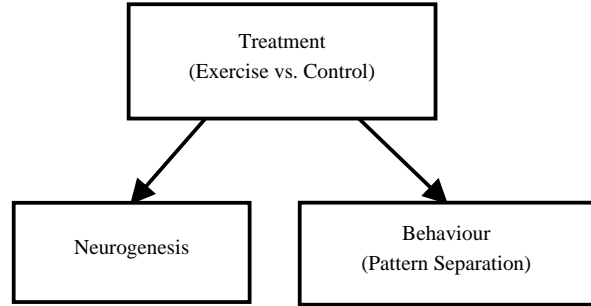 Treatment
(Exercise vs. Control)
Neurogenesis
Behaviour
(Pattern Separation)